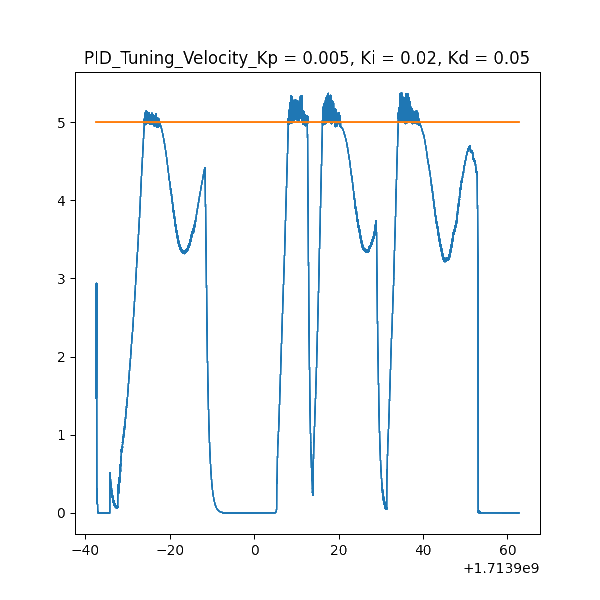 PID_Tuning_Velocity_Kp = 0.005, Ki = 0.02, Kd = 0.05
5
4
3
2
1
0
−40 −20 0 20 40 60
+1.7139e9